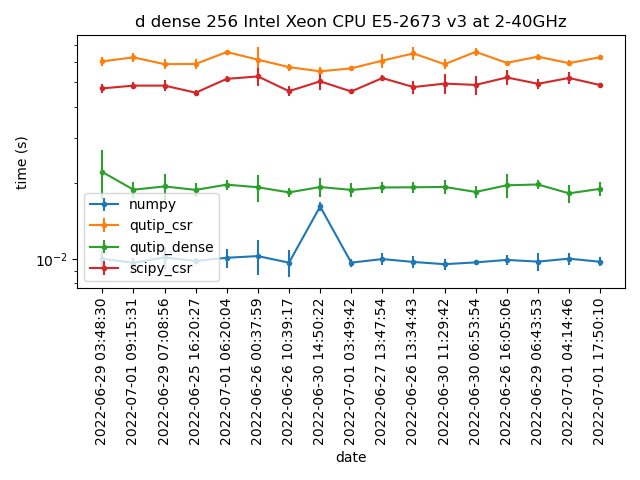 d dense 256 Intel Xeon CPU E5-2673 v3 at 2-40GHz
time (s)
10⁻²
numpy
qutip_csr
qutip_dense
scipy_csr
2022-06-29 03:48:30
2022-07-01 09:15:31
2022-06-29 07:08:56
2022-06-25 16:20:27
2022-07-01 06:20:04
2022-06-26 00:37:59
2022-06-26 10:39:17
2022-06-30 14:50:22
2022-07-01 03:49:42
2022-06-27 13:47:54
2022-06-26 13:34:43
2022-06-30 11:29:42
2022-06-30 06:53:54
2022-06-26 16:05:06
2022-06-29 06:43:53
2022-07-01 04:14:46
2022-07-01 17:50:10
date